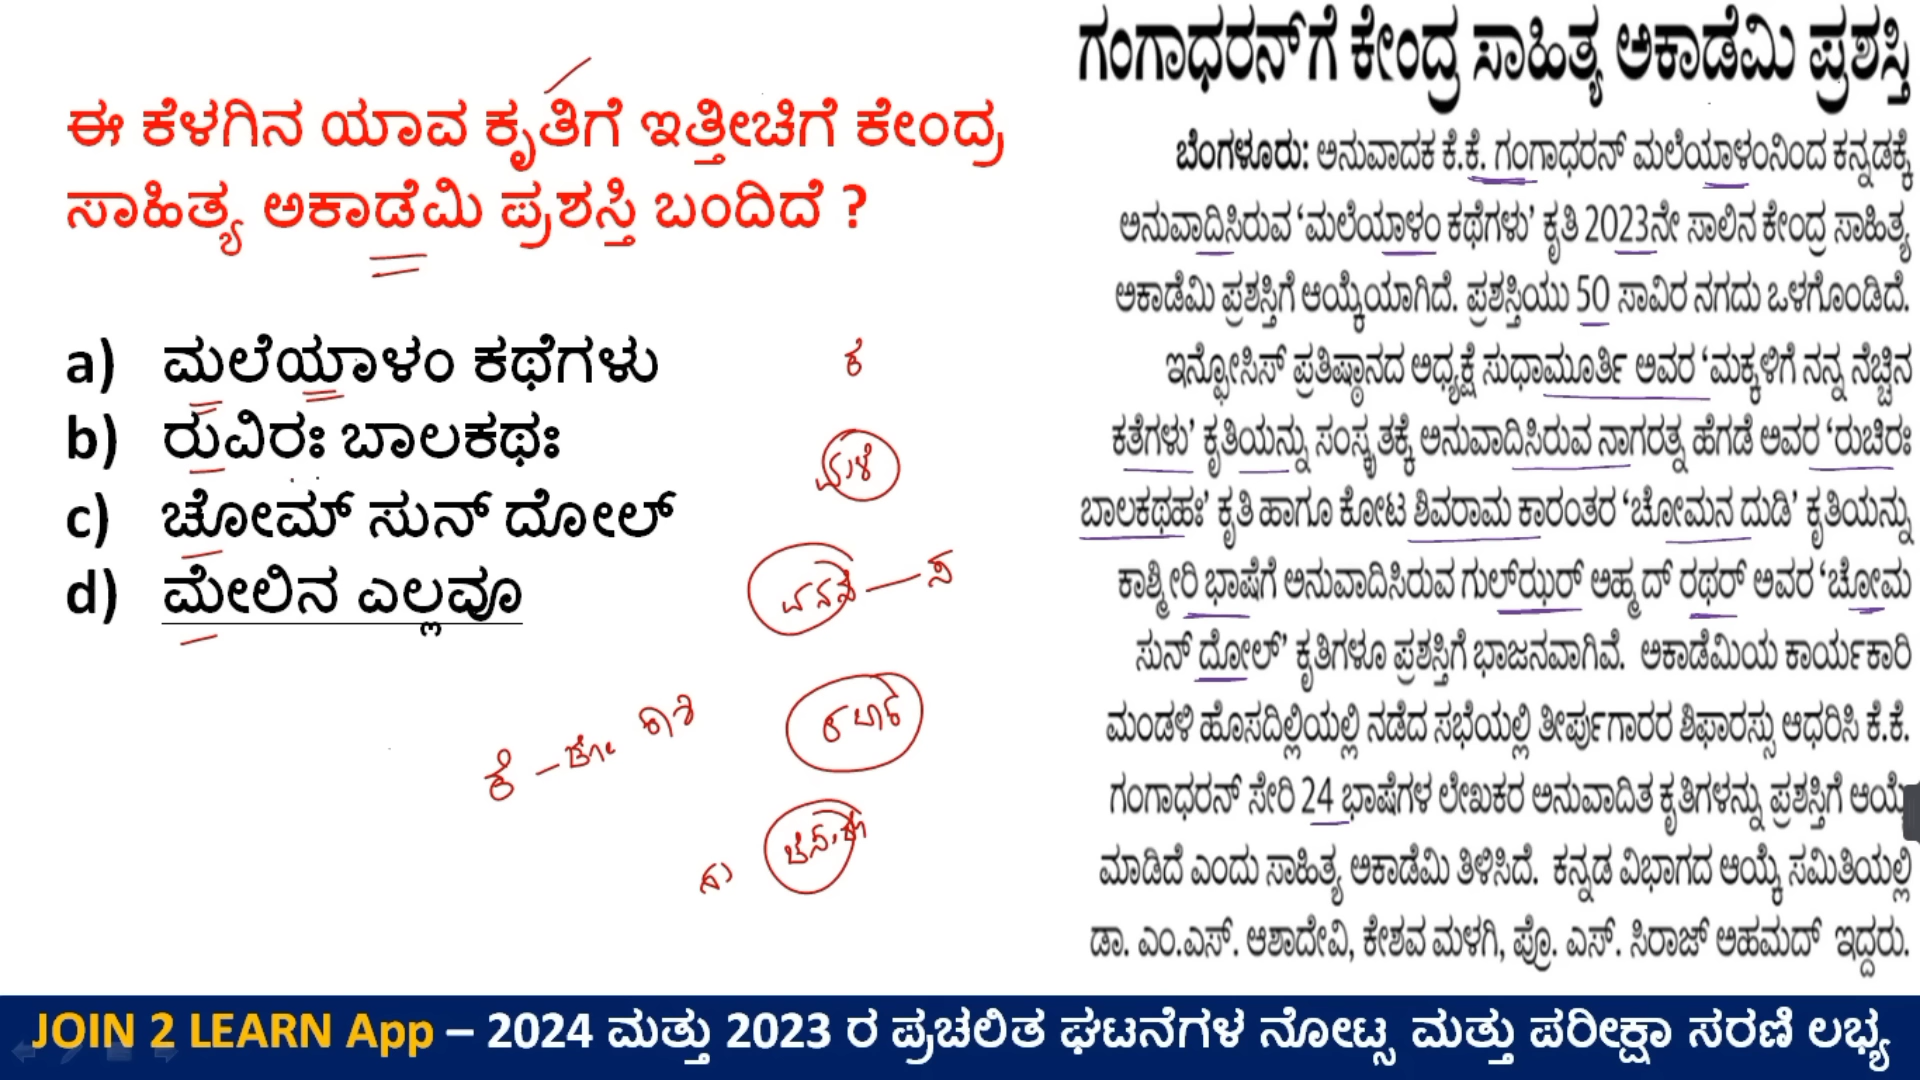 ಈ ಕೆಳಗಿನ ಯಾವ ಕೃತಿಗೆ ಇತ್ತೀಚಿಗೆ ಕೇಂದ್ರ
ಸಾಹಿತ್ಯ ಅಕಾಡೆಮಿ ಪ್ರಶಸ್ತಿ ಬಂದಿದೆ ?
a) ಮಲೆಯಾಳಂ ಕಥೆಗಳು
b) ರುವಿರಃ ಬಾಲಕಥಃ
c) ಚೋಮ್ ಸುನ್ ದೋಲ್
d) ಮೇಲಿನ ಎಲ್ಲವೂ
ಗಂಗಾಧರನ್‌ಗೆ ಕೇಂದ್ರ ಸಾಹಿತ್ಯ ಅಕಾಡೆಮಿ ಪ್ರಶಸ್ತಿ
ಬೆಂಗಳೂರು: ಅನುವಾದಕ ಕೆ.ಕೆ. ಗಂಗಾಧರನ್ ಮಲೆಯಾಳಂನಿಂದ ಕನ್ನಡಕ್ಕೆ
ಅನುವಾದಿಸಿರುವ ‘ಮಲೆಯಾಳಂ ಕಥೆಗಳು’ ಕೃತಿ 2023ನೇ ಸಾಲಿನ ಕೇಂದ್ರ ಸಾಹಿತ್ಯ
ಅಕಾಡೆಮಿ ಪ್ರಶಸ್ತಿಗೆ ಆಯ್ಕೆಯಾಗಿದೆ. ಪ್ರಶಸ್ತಿಯು 50 ಸಾವಿರ ನಗದು ಒಳಗೊಂಡಿದೆ.
ಇನ್ಫೋಸಿಸ್ ಪ್ರತಿಷ್ಠಾನದ ಅಧ್ಯಕ್ಷೆ ಸುಧಾಮೂರ್ತಿ ಅವರ ‘ಮಕ್ಕಳಿಗೆ ನನ್ನ ನೆಚ್ಚಿನ
ಕತೆಗಳು’ ಕೃತಿಯನ್ನು ಸಂಸ್ಕೃತಕ್ಕೆ ಅನುವಾದಿಸಿರುವ ನಾಗರತ್ನ ಹೆಗಡೆ ಅವರ ‘ರುಚಿರಃ
ಬಾಲಕಥಹಃ’ ಕೃತಿ ಹಾಗೂ ಕೋಟ ಶಿವರಾಮ ಕಾರಂತರ ‘ಚೋಮನ ದುಡಿ’ ಕೃತಿಯನ್ನು
ಕಾಶ್ಮೀರಿ ಭಾಷೆಗೆ ಅನುವಾದಿಸಿರುವ ಗುಲ್‌ಝರ್ ಅಹ್ಮದ್ ರಥರ್ ಅವರ ‘ಚೋಮ
ಸುನ್ ದೋಲ್’ ಕೃತಿಗಳೂ ಪ್ರಶಸ್ತಿಗೆ ಭಾಜನವಾಗಿವೆ. ಅಕಾಡೆಮಿಯ ಕಾರ್ಯಕಾರಿ
ಮಂಡಳಿ ಹೊಸದಿಲ್ಲಿಯಲ್ಲಿ ನಡೆದ ಸಭೆಯಲ್ಲಿ ತೀರ್ಪುಗಾರರ ಶಿಫಾರಸ್ಸು ಆಧರಿಸಿ ಕೆ.ಕೆ.
ಗಂಗಾಧರನ್ ಸೇರಿ 24 ಭಾಷೆಗಳ ಲೇಖಕರ ಅನುವಾದಿತ ಕೃತಿಗಳನ್ನು ಪ್ರಶಸ್ತಿಗೆ ಆಯ್ಕೆ
ಮಾಡಿದೆ ಎಂದು ಸಾಹಿತ್ಯ ಅಕಾಡೆಮಿ ತಿಳಿಸಿದೆ. ಕನ್ನಡ ವಿಭಾಗದ ಆಯ್ಕೆ ಸಮಿತಿಯಲ್ಲಿ
ಡಾ. ಎಂ.ಎಸ್. ಆಶಾದೇವಿ, ಕೇಶವ ಮಳಗಿ, ಪ್ರೊ. ಎಸ್. ಸಿರಾಜ್ ಅಹಮದ್ ಇದ್ದರು.
JOIN 2 LEARN App – 2024 ಮತ್ತು 2023 ರ ಪ್ರಚಲಿತ ಘಟನೆಗಳ ನೋಟ್ಸ ಮತ್ತು ಪರೀಕ್ಷಾ ಸರಣಿ ಲಭ್ಯ